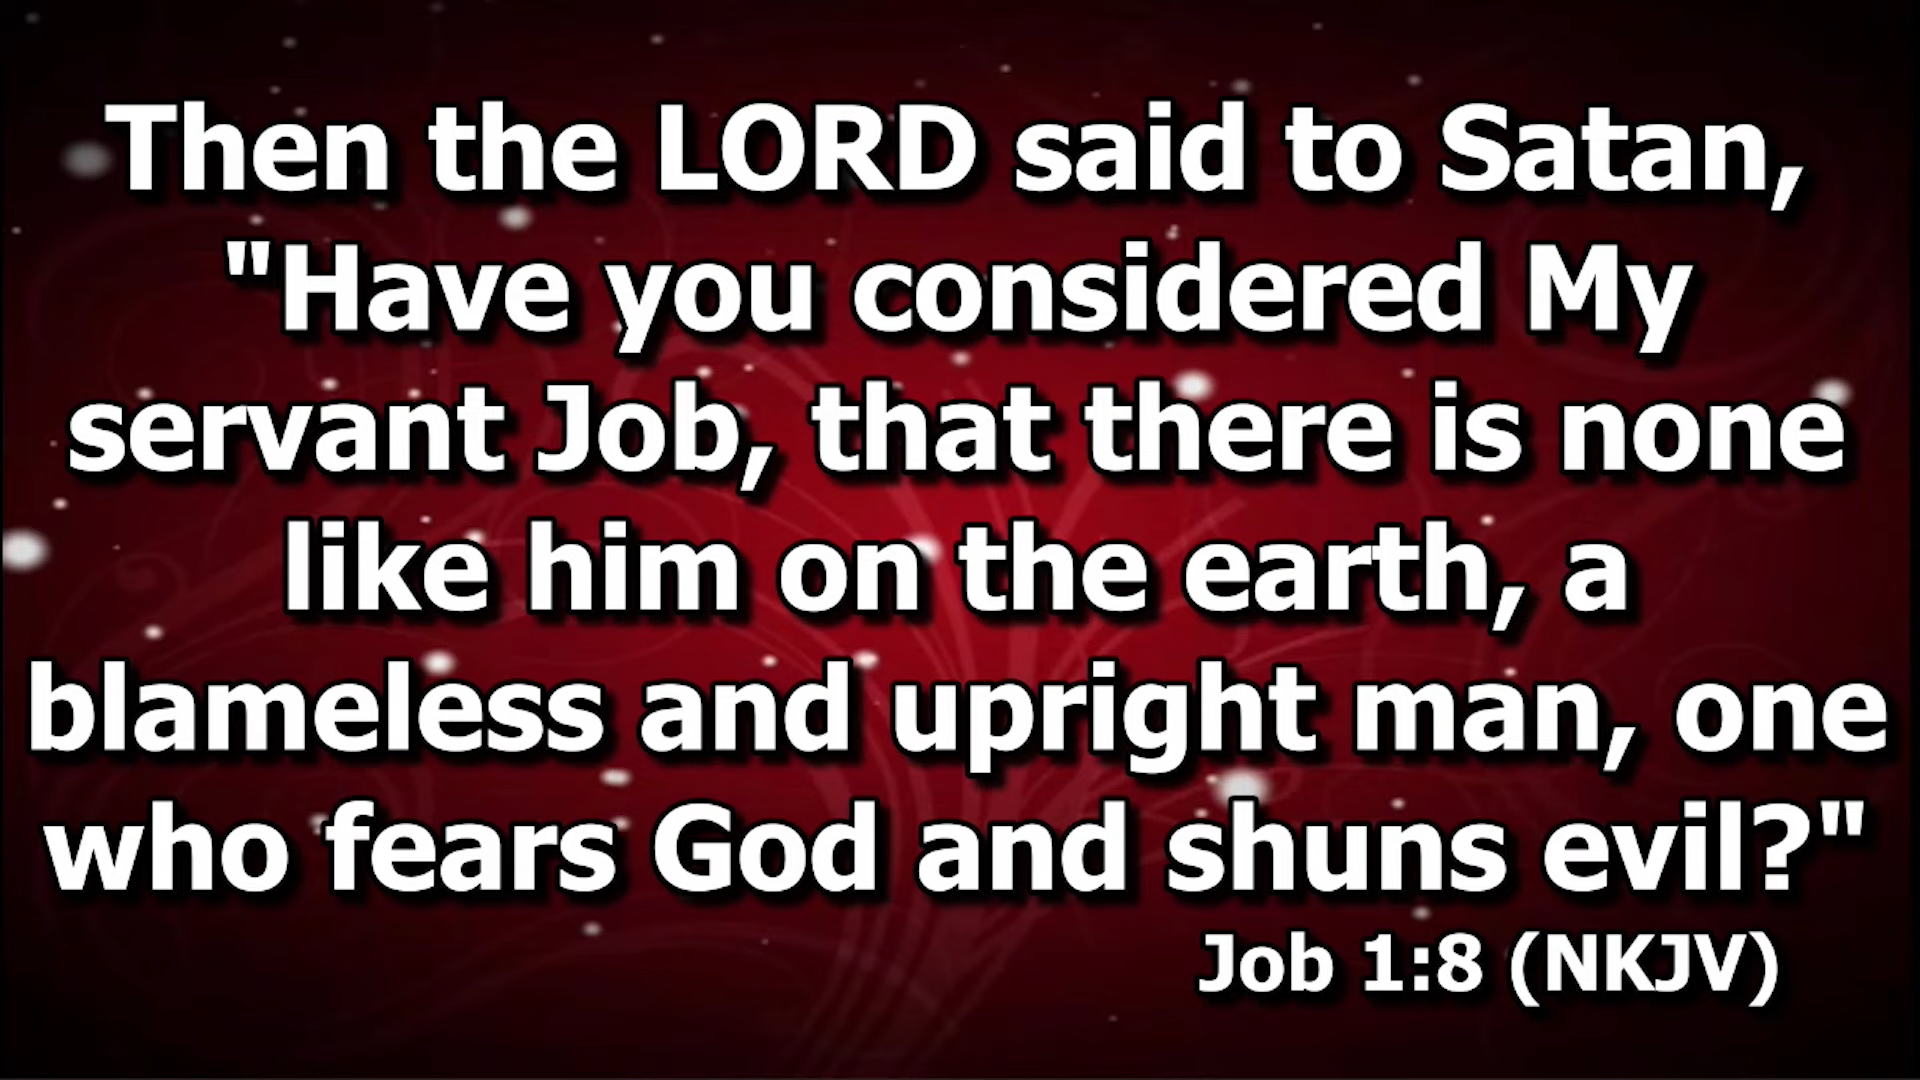 Then the LORD said to Satan,
"Have you considered My
servant Job, that there is none
like him on the earth, a
blameless and upright man, one
who fears God and shuns evil?"
Job 1:8 (NKJV)